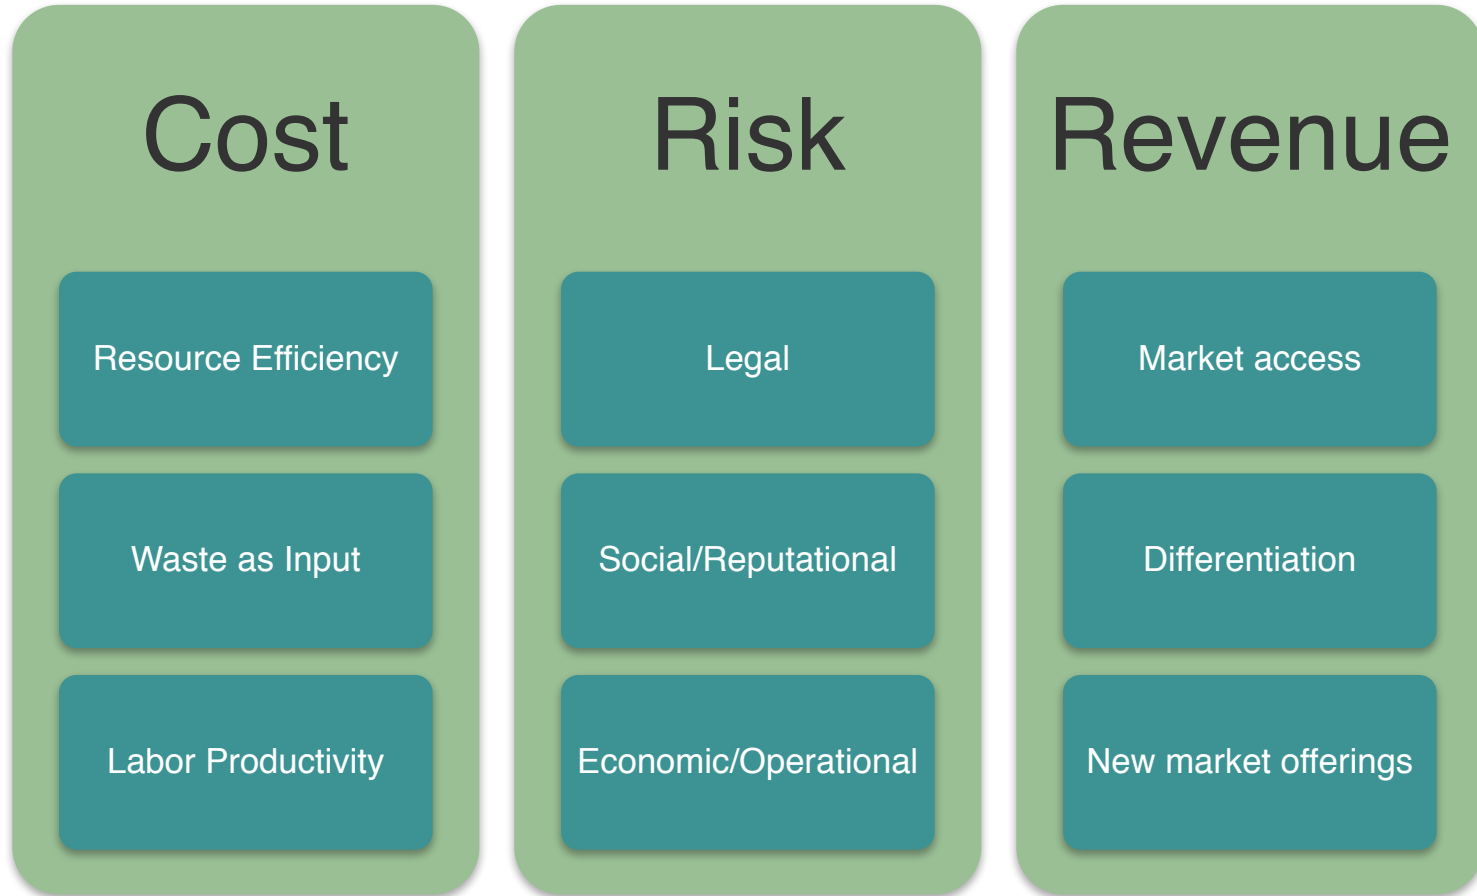 Cost
Resource Efficiency
Waste as Input
Labor Productivity
Risk
Legal
Social/Reputational
Economic/Operational
Revenue
Market access
Differentiation
New market offerings